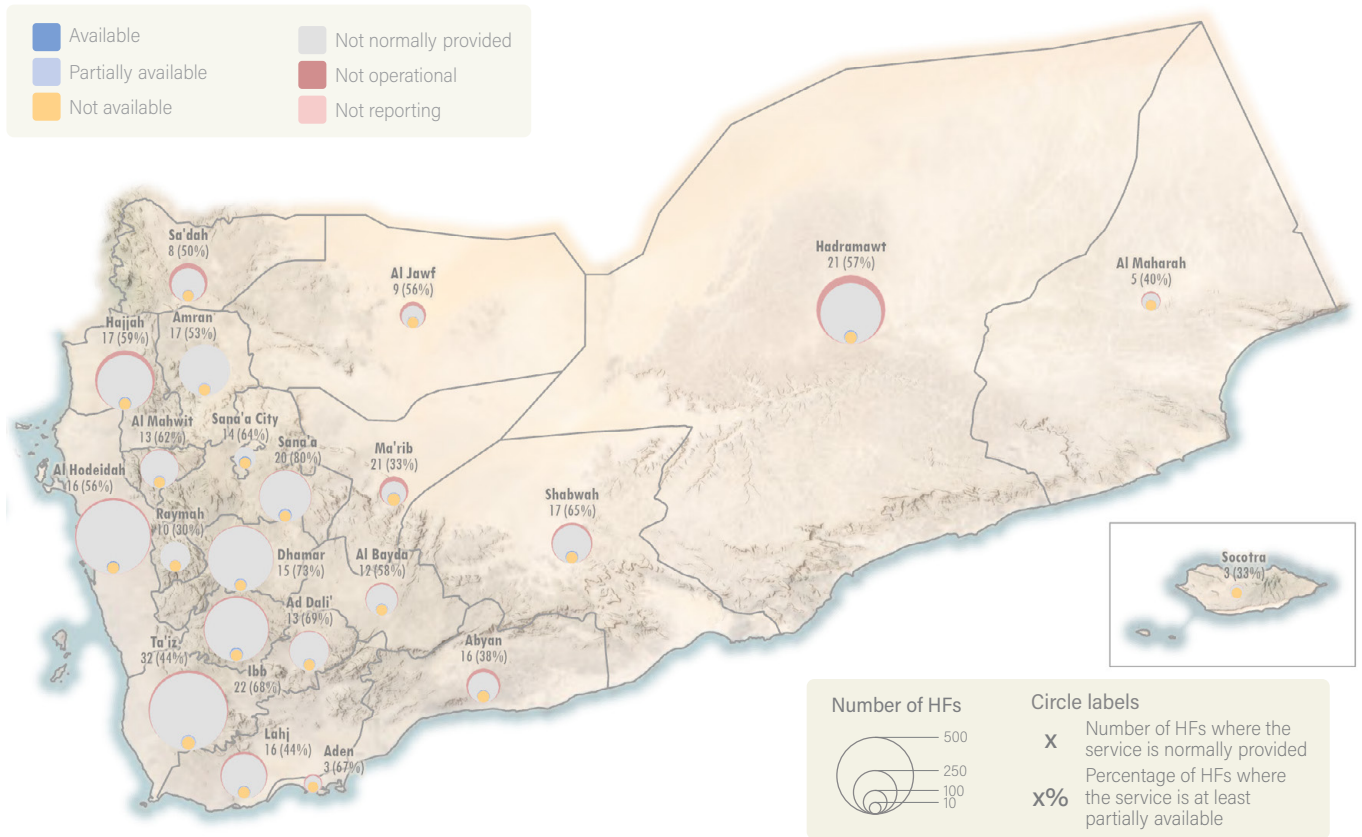 Available
Partially available
Not available
Not normally provided
Not operational
Not reporting
Sa'dah
8 (50%)
Al Jawf
9 (56%)
Hadramawt
21 (57%)
Al Maharah
5 (40%)
Hajjah
17 (59%)
Amran
17 (53%)
Al Mahwit
13 (62%)
Sana'a City
14 (64%)
Sana'a
20 (80%)
Ma'rib
21 (33%)
Al Hodeidah
16 (56%)
Shabwah
17 (65%)
Raymah
10 (30%)
Dhamar
15 (73%)
Al Bayda
12 (58%)
Socotra
3 (33%)
Ad Dali'
13 (69%)
Ta'iz
32 (44%)
Ibb
22 (68%)
Abyan
16 (38%)
Lahj
16 (44%)
Aden
3 (67%)
Number of HFs
500
250
100
10
Circle labels
x
Number of HFs where the
service is normally provided
x%
Percentage of HFs where
the service is at least
partially available